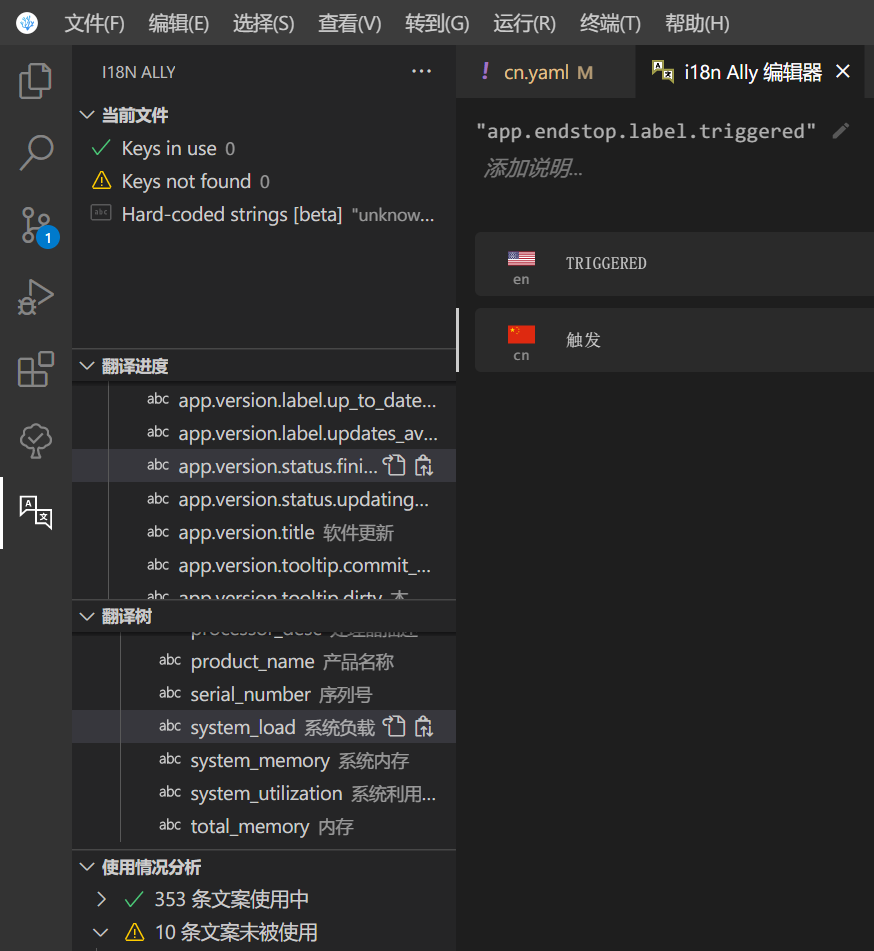 文件(F) 编辑(E) 选择(S) 查看(V) 转到(G) 运行(R) 终端(T) 帮助(H)
I18N ALLY ...
当前文件
Keys in use 0
Keys not found 0
abc Hard-coded strings [beta] "unknow...
1
翻译进度
abc app.version.label.up_to_date...
abc app.version.label.updates_av...
abc app.version.status.fini...
abc app.version.status.updating...
abc app.version.title 软件更新
abc app.version.tooltip.commit_...
abc app.version.tooltip.dirty 本
翻译树
processor_desc 处理器描述
abc product_name 产品名称
abc serial_number 序列号
abc system_load 系统负载
abc system_memory 系统内存
abc system_utilization 系统利用...
abc total_memory 内存
使用情况分析
353 条文案使用中
10 条文案未被使用
! cn.yaml M
A 文 i18n Ally 编辑器
"app.endstop.label.triggered"
添加说明...
en TRIGGERED
cn 触发